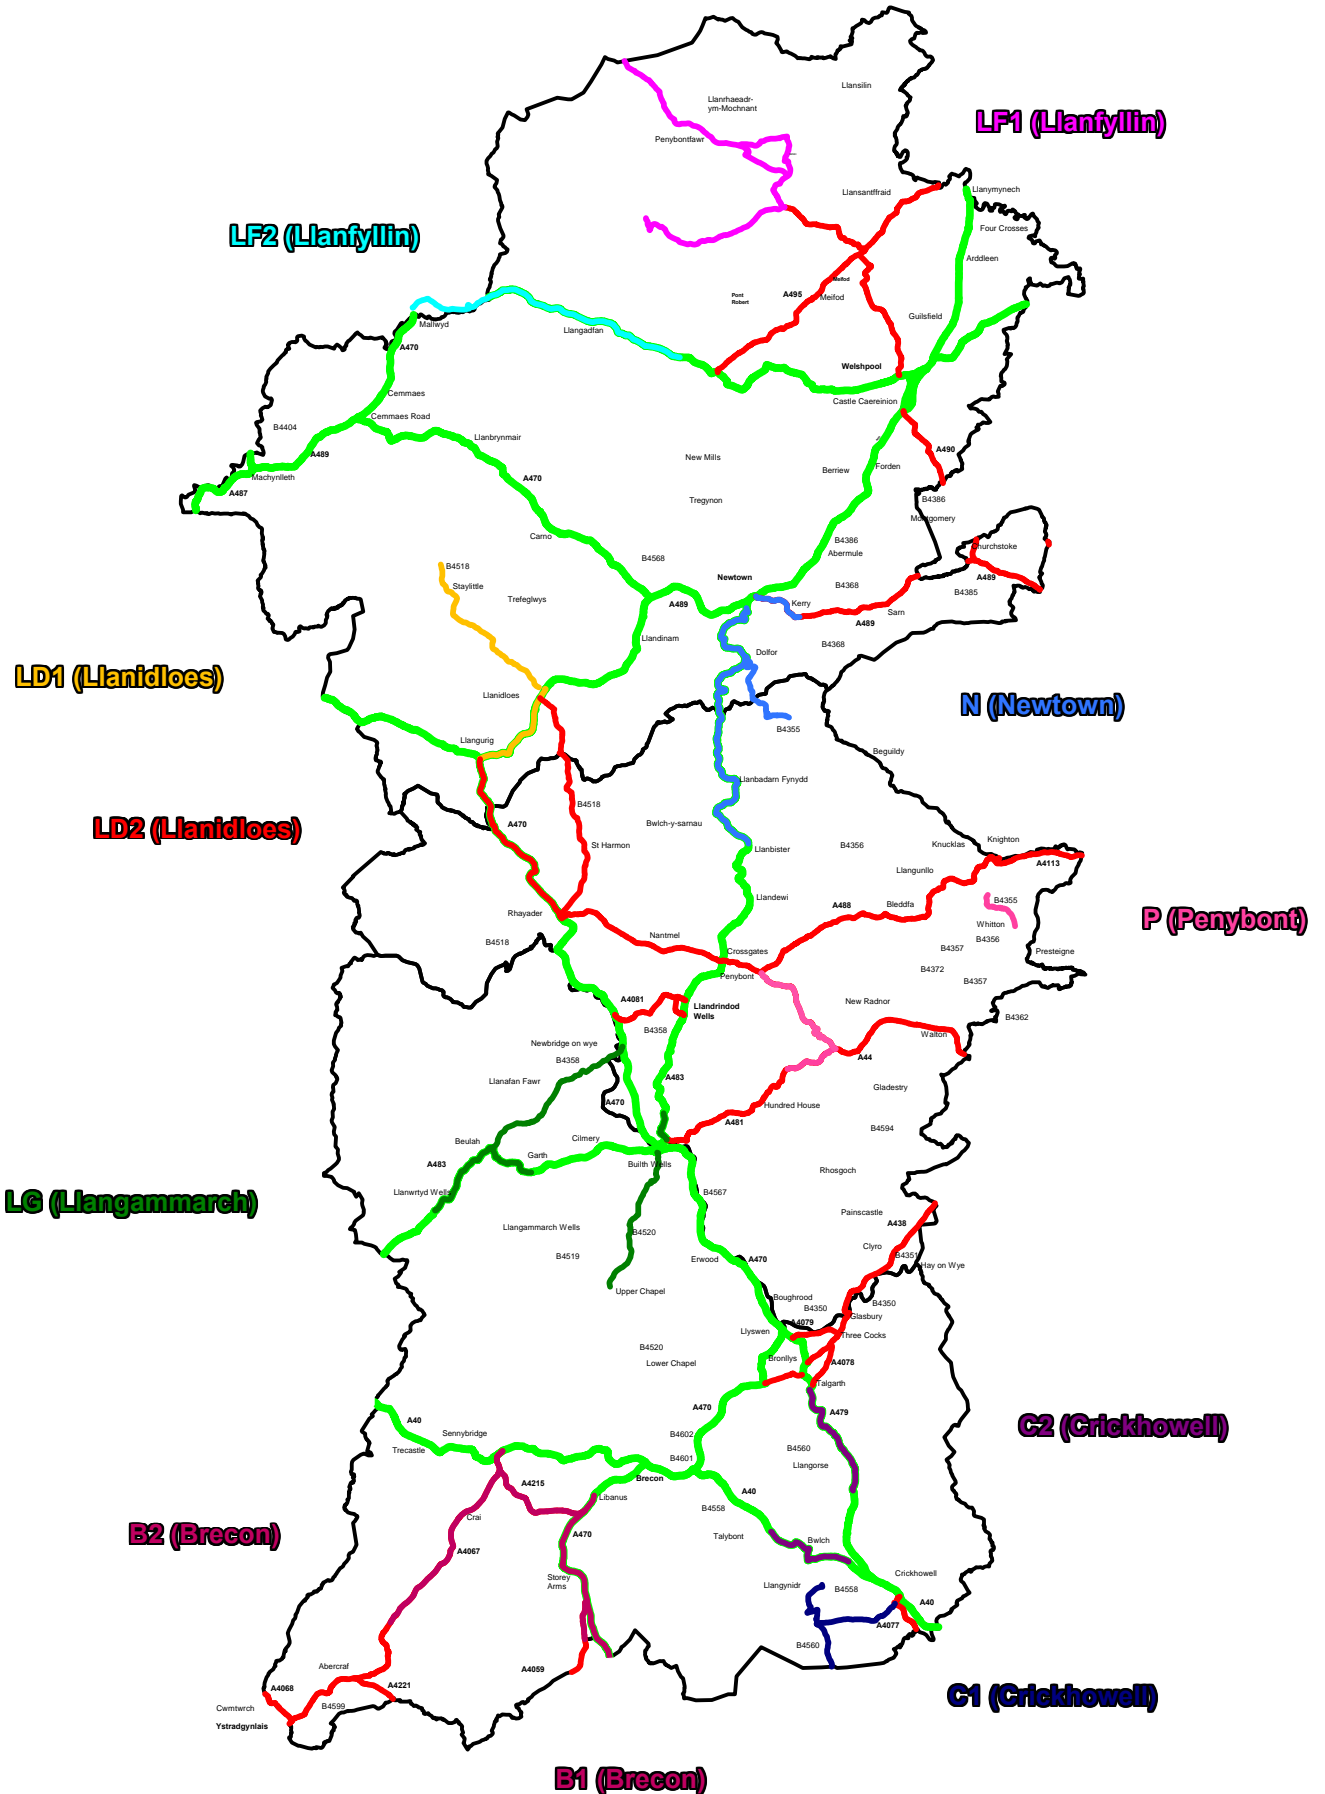 Llansilin
Llanrhaeadr-
ym-Mochnant
LF1 (Llanfyllin)
Penybontfawr
Llansantffraid
Llanymynech
Four Crosses
LF2 (Llanfyllin)
Arddleen
Meifod
Pont
Robert
A495
Meifod
Guilsfield
Mallwyd
Llangadfan
A470
Welshpool
Cemmaes
Castle Caereinion
Cemmaes Road
B4404
Llanbrynmair
A489
A490
New Mills
Berriew
Forden
Machynlleth
A470
A487
Tregynon
B4386
Montgomery
Carno
B4386
Churchstoke
Abermule
B4568
B4518
Newtown
A489
Staylittle
B4368
B4385
Trefeglwys
A489
Kerry
Sarn
A489
Llandinam
B4368
Dolfor
LD1 (Llanidloes)
Llanidloes
N (Newtown)
B4355
Llangurig
Beguildy
Llanbadarn Fynydd
B4518
LD2 (Llanidloes)
A470
Bwlch-y-sarnau
St Harmon
B4356
Knucklas
Knighton
Llanbister
A4113
Llangunllo
Llandewi
B4355
A488
Bleddfa
Rhayader
P (Penybont)
Whitton
Nantmel
B4356
B4518
B4357
Crossgates
Presteigne
B4372
Penybont
B4357
A4081
New Radnor
Llandrindod
Wells
B4362
B4358
Walton
Newbridge on wye
B4358
A44
A483
Llanafan Fawr
Gladestry
A470
Hundred House
A481
B4594
Cilmery
Beulah
Garth
A483
Builth Wells
Rhosgoch
Llanwrtyd Wells
B4567
LG (Llangammarch)
Painscastle
A438
Llangammarch Wells
B4520
Clyro
B4519
Erwood
A470
B4351
Hay on Wye
Upper Chapel
Boughrood
B4350
B4350
Glasbury
A4079
Llyswen
Three Cocks
B4520
Bronllys
Lower Chapel
A4078
Talgarth
A470
A479
C2 (Crickhowell)
A40
Sennybridge
B4602
Trecastle
B4560
B4601
Llangorse
Brecon
A4215
A40
Libanus
B4558
Crai
B2 (Brecon)
A470
Talybont
Bwlch
A4067
Storey
Arms
Crickhowell
Llangynidr
B4558
A40
A4077
B4560
Abercraf
A4059
A4068
A4221
C1 (Crickhowell)
Cwmtwrch
B4599
Ystradgynlais
B1 (Brecon)